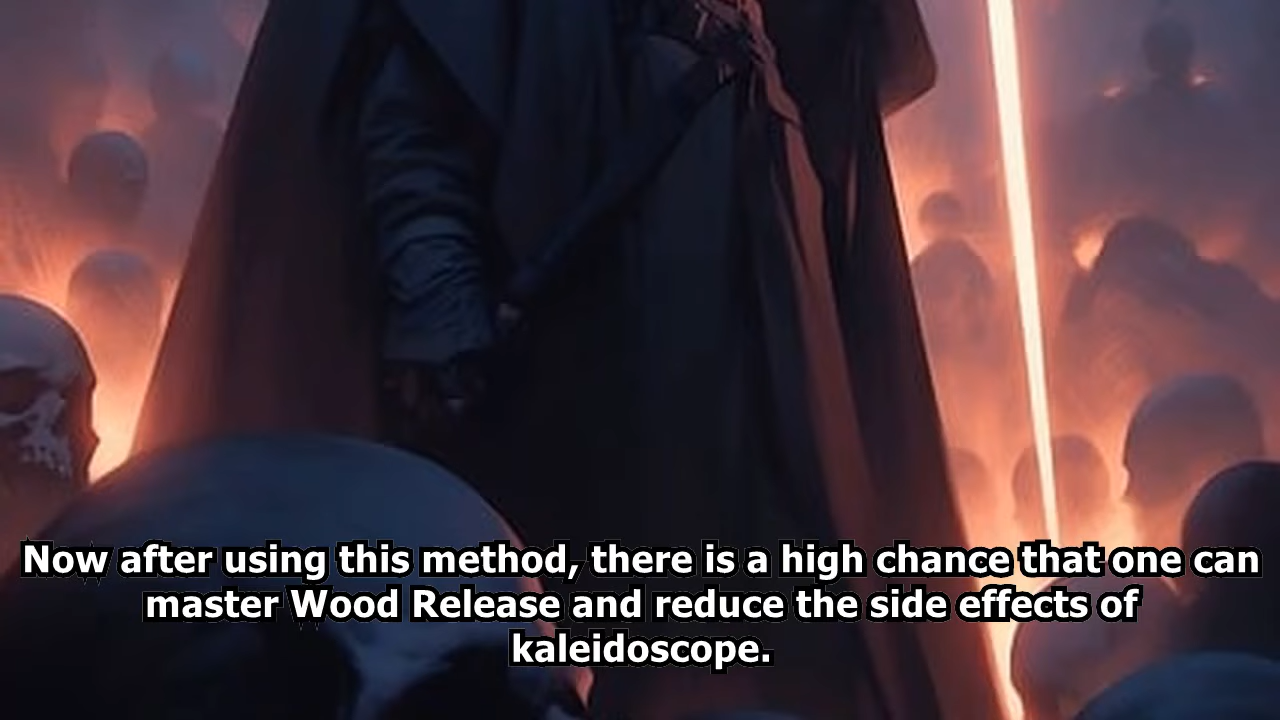 Now after using this method, there is a high chance that one can
master Wood Release and reduce the side effects of
kaleidoscope.